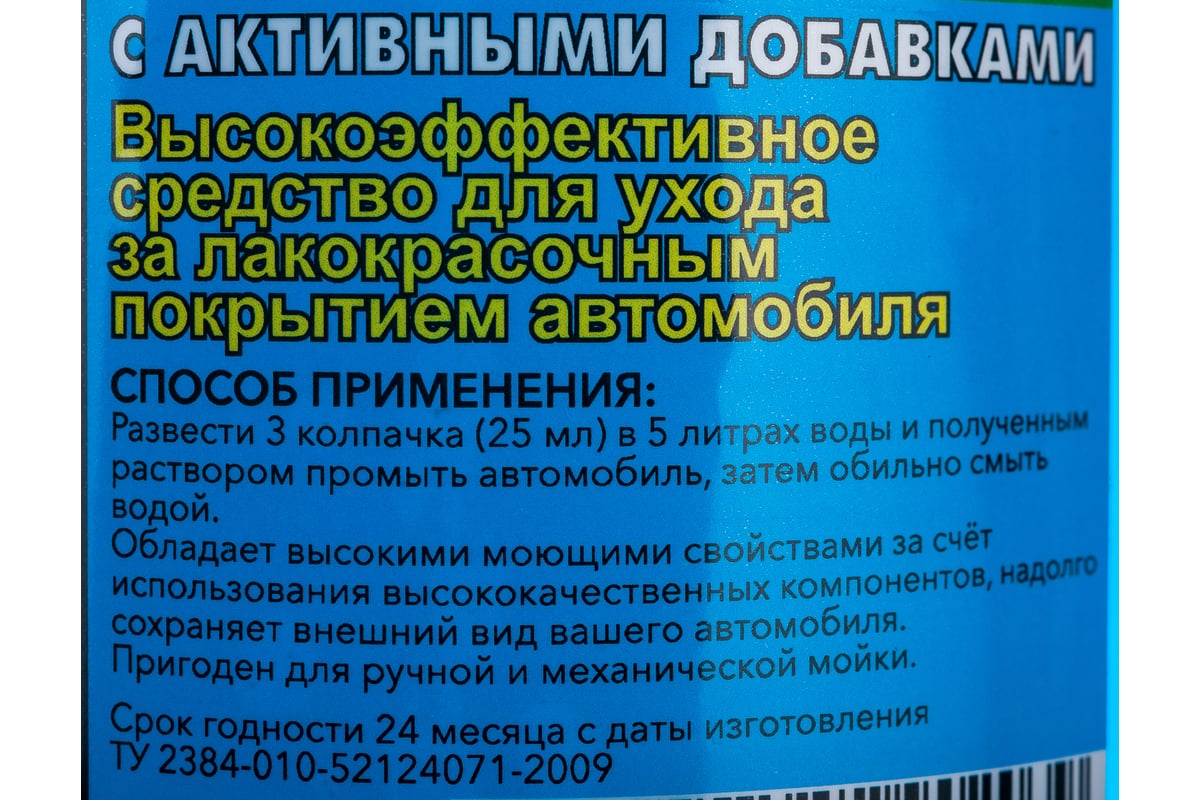 С АКТИВНЫМИ ДОБАВКАМИ
Высокоэффективное
средство для ухода
за лакокрасочным
покрытием автомобиля
СПОСОБ ПРИМЕНЕНИЯ:
Развести 3 колпачка (25 мл) в 5 литрах воды и полученным
раствором промыть автомобиль, затем обильно смыть
водой.
Обладает высокими моющими свойствами за счёт
использования высококачественных компонентов, надолго
сохраняет внешний вид вашего автомобиля.
Пригоден для ручной и механической мойки.
Срок годности 24 месяца с даты изготовления
ТУ 2384-010-52124071-2009